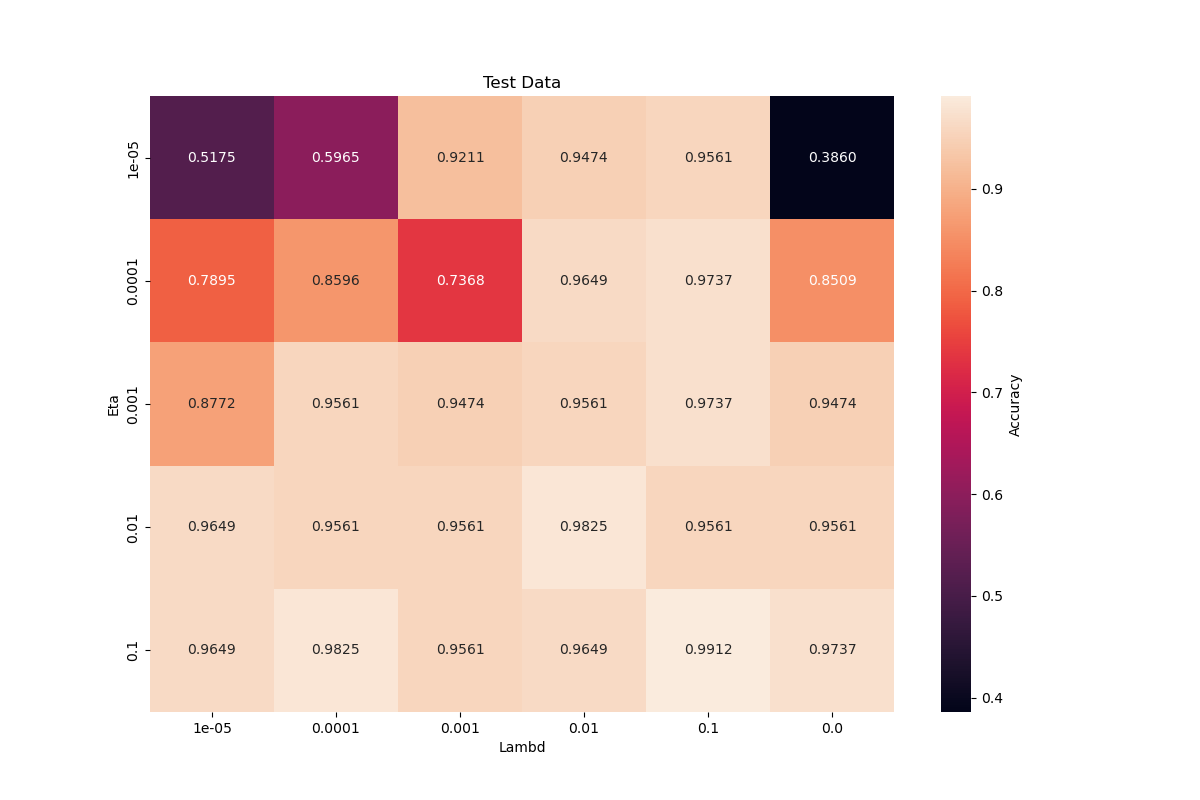 Test Data
1e-05 0.5175 0.5965 0.9211 0.9474 0.9561 0.3860
0.0001 0.7895 0.8596 0.7368 0.9649 0.9737 0.8509
0.001 0.8772 0.9561 0.9474 0.9561 0.9737 0.9474
0.01 0.9649 0.9561 0.9561 0.9825 0.9561 0.9561
0.1 0.9649 0.9825 0.9561 0.9649 0.9912 0.9737
Eta
1e-05 0.0001 0.001 0.01 0.1 0.0
Lambd
0.9
0.8
0.7
0.6
0.5
0.4
Accuracy